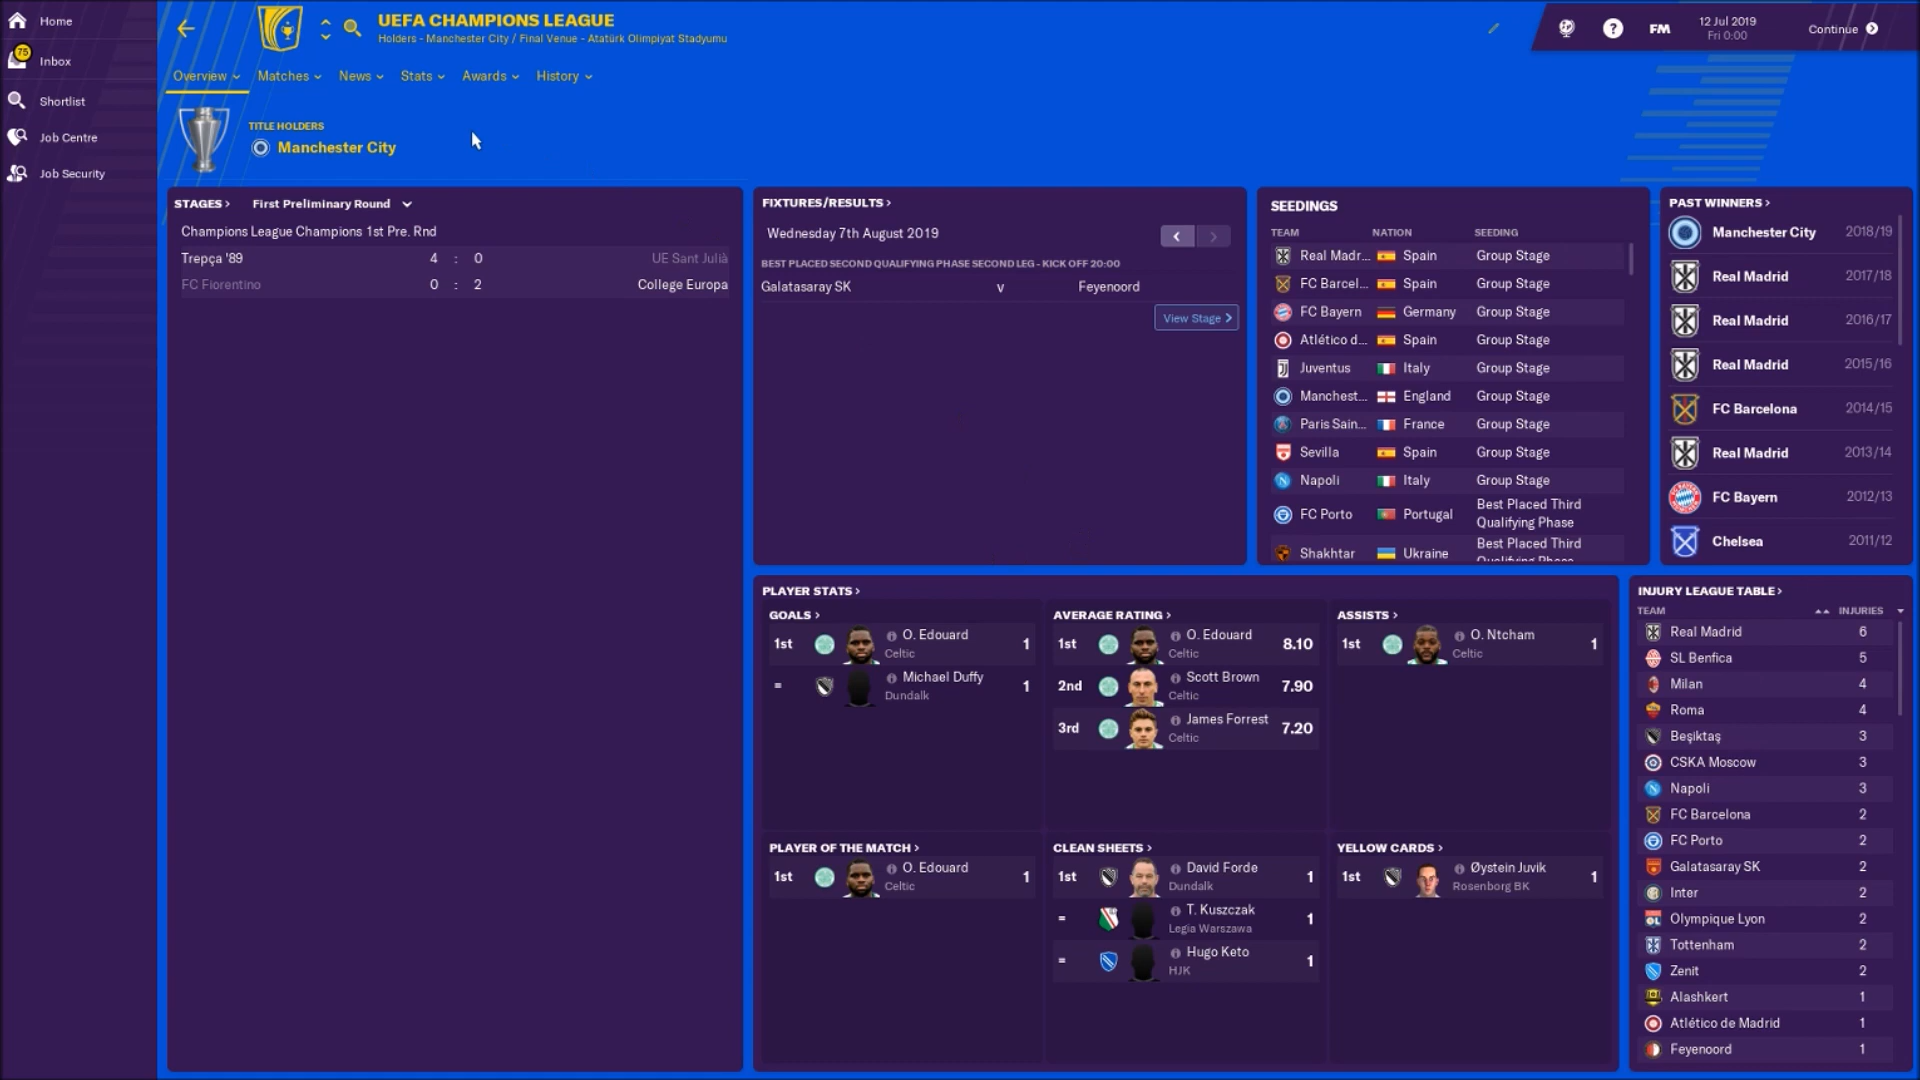 Home
75
Inbox
Shortlist
Job Centre
Job Security
UEFA CHAMPIONS LEAGUE
Holders - Manchester City / Final Venue - Atatürk Olimpiyat Stadyumu
? FM 12 Jul 2019 Continue
Fri 0:00
Overview Matches News Stats Awards History
TITLE HOLDERS
Manchester City
STAGES > First Preliminary Round
Champions League Champions 1st Pre. Rnd
Trepça '89 4 : 0 UE Sant Julià
FC Fiorentino 0 : 2 College Europa
FIXTURES/RESULTS >
Wednesday 7th August 2019
BEST PLACED SECOND QUALIFYING PHASE SECOND LEG - KICK OFF 20:00
Galatasaray SK v Feyenoord
View Stage >
SEEDINGS
TEAM NATION SEEDING
Real Madr... Spain Group Stage
FC Barcel... Spain Group Stage
FC Bayern Germany Group Stage
Atlético d... Spain Group Stage
Juventus Italy Group Stage
Manchest... England Group Stage
Paris Sain... France Group Stage
Sevilla Spain Group Stage
Napoli Italy Group Stage
FC Porto Portugal Best Placed Third
Qualifying Phase
Shakhtar Ukraine Best Placed Third
Qualifying Phase
PAST WINNERS >
Manchester City 2018/19
Real Madrid 2017/18
Real Madrid 2016/17
Real Madrid 2015/16
FC Barcelona 2014/15
Real Madrid 2013/14
FC Bayern 2012/13
Chelsea 2011/12
PLAYER STATS >
GOALS >
1st O. Edouard 1
Celtic
= Michael Duffy 1
Dundalk
AVERAGE RATING >
1st O. Edouard 8.10
Celtic
2nd Scott Brown 7.90
Celtic
3rd James Forrest 7.20
Celtic
ASSISTS >
1st O. Ntcham 1
Celtic
PLAYER OF THE MATCH >
1st O. Edouard 1
Celtic
CLEAN SHEETS >
1st David Forde 1
Dundalk
= T. Kuszczak 1
Legia Warszawa
= Hugo Keto 1
HJK
YELLOW CARDS >
1st Øystein Juvik 1
Rosenborg BK
INJURY LEAGUE TABLE >
TEAM INJURIES
Real Madrid 6
SL Benfica 5
Milan 4
Roma 4
Beşiktaş 3
CSKA Moscow 3
Napoli 3
FC Barcelona 2
FC Porto 2
Galatasaray SK 2
Inter 2
Olympique Lyon 2
Tottenham 2
Zenit 2
Alashkert 1
Atlético de Madrid 1
Feyenoord 1